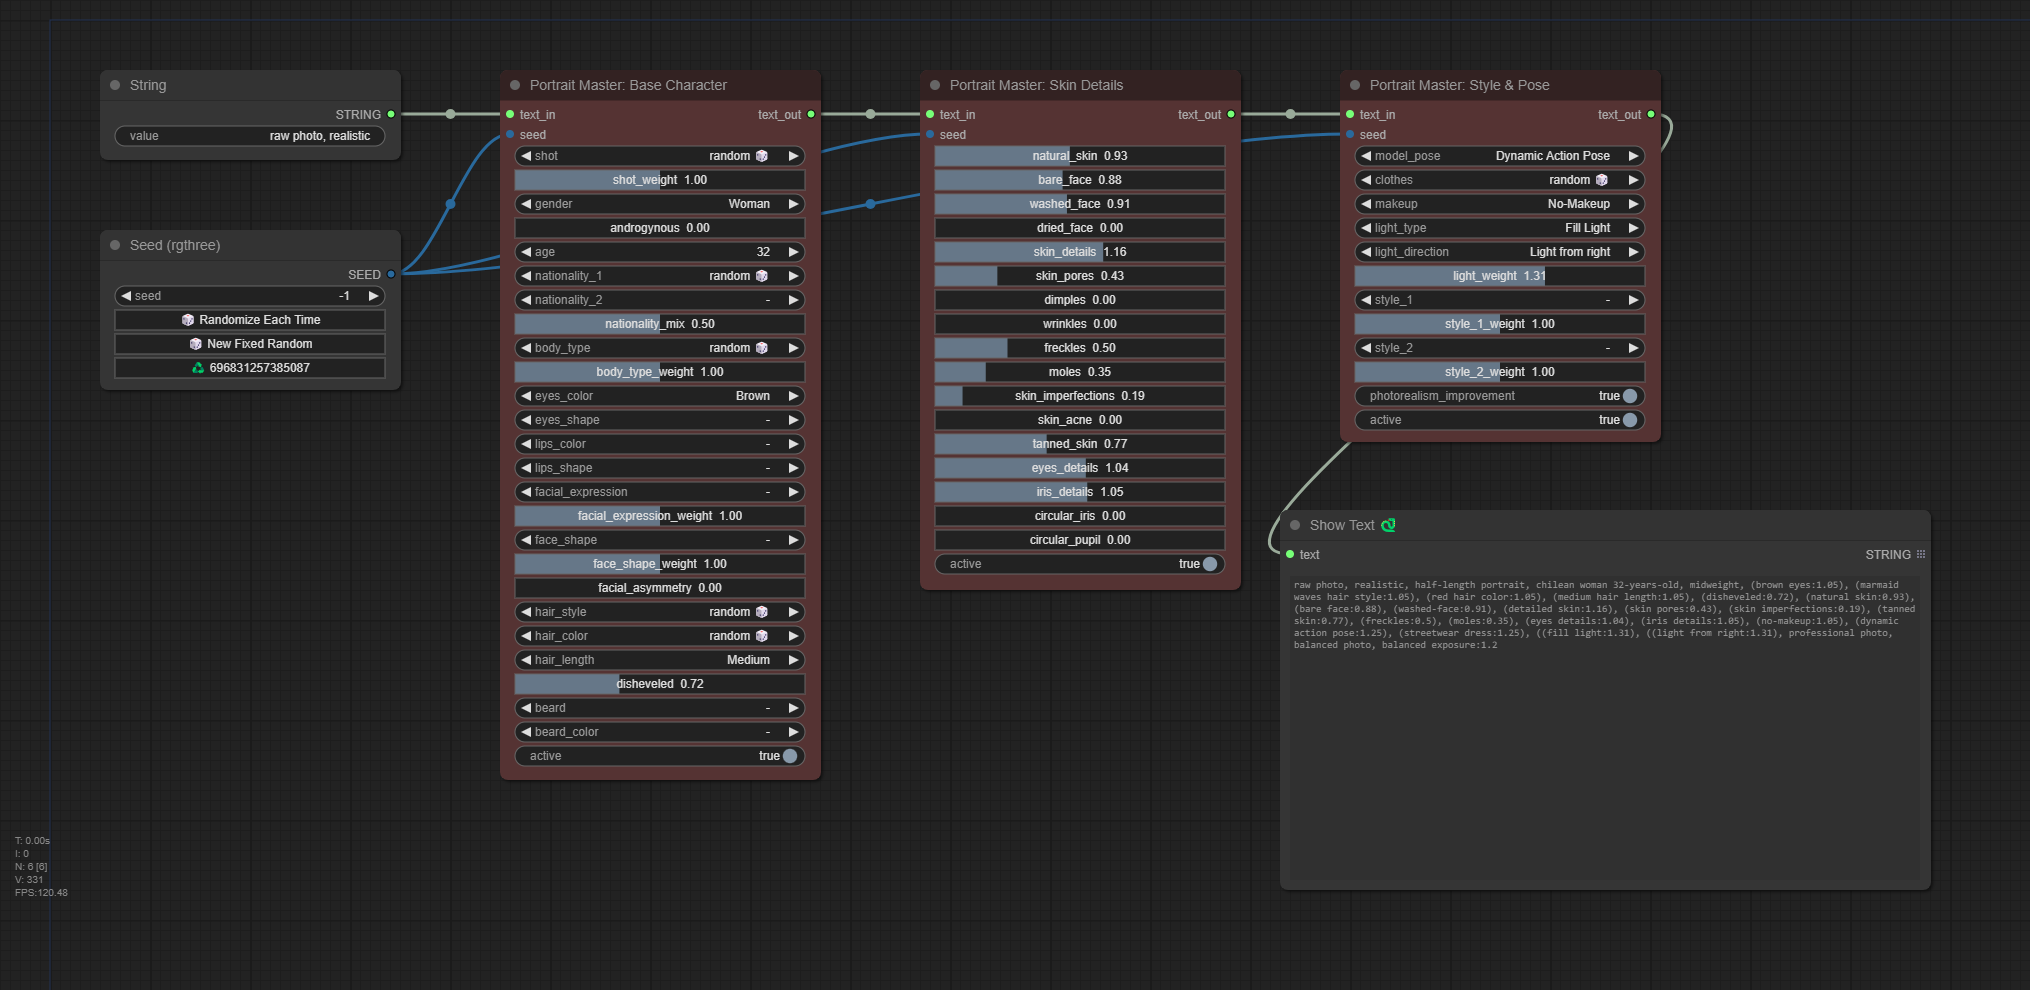 String
STRING
value raw photo, realistic
Seed (rgthree)
SEED
seed -1
Randomize Each Time
New Fixed Random
696831257385087
Portrait Master: Base Character
text_in text_out
seed
shot random
shot_weight 1.00
gender Woman
androgynous 0.00
age 32
nationality_1 random
nationality_2 -
nationality_mix 0.50
body_type random
body_type_weight 1.00
eyes_color Brown
eyes_shape -
lips_color -
lips_shape -
facial_expression -
facial_expression_weight 1.00
face_shape -
face_shape_weight 1.00
facial_asymmetry 0.00
hair_style random
hair_color random
hair_length Medium
disheveled 0.72
beard -
beard_color -
active true
Portrait Master: Skin Details
text_in text_out
seed
natural_skin 0.93
bare_face 0.88
washed_face 0.91
dried_face 0.00
skin_details 1.16
skin_pores 0.43
dimples 0.00
wrinkles 0.00
freckles 0.50
moles 0.35
skin_imperfections 0.19
skin_acne 0.00
tanned_skin 0.77
eyes_details 1.04
iris_details 1.05
circular_iris 0.00
circular_pupil 0.00
active true
Portrait Master: Style & Pose
text_in text_out
seed
model_pose Dynamic Action Pose
clothes random
makeup No-Makeup
light_type Fill Light
light_direction Light from right
light_weight 1.31
style_1 -
style_1_weight 1.00
style_2 -
style_2_weight 1.00
photorealism_improvement true
active true
Show Text
text STRING
raw photo, realistic, half-length portrait, chilean woman 32-years-old, midweight, (brown eyes:1.05), (marmaid
waves hair style:1.05), (red hair color:1.05), (medium hair length:1.05), (disheveled:0.72), (natural skin:0.93),
(bare face:0.88), (washed-face:0.91), (detailed skin:1.16), (skin pores:0.43), (skin imperfections:0.19), (tanned
skin:0.77), (freckles:0.5), (moles:0.35), (eyes details:1.04), (iris details:1.05), (no-makeup:1.05), (dynamic
action pose:1.25), (streetwear dress:1.25), ((fill light:1.31), ((light from right:1.31), professional photo,
balanced photo, balanced exposure:1.2
T: 0.00s
I: 0
N: 6 [6]
V: 331
FPS:120.48